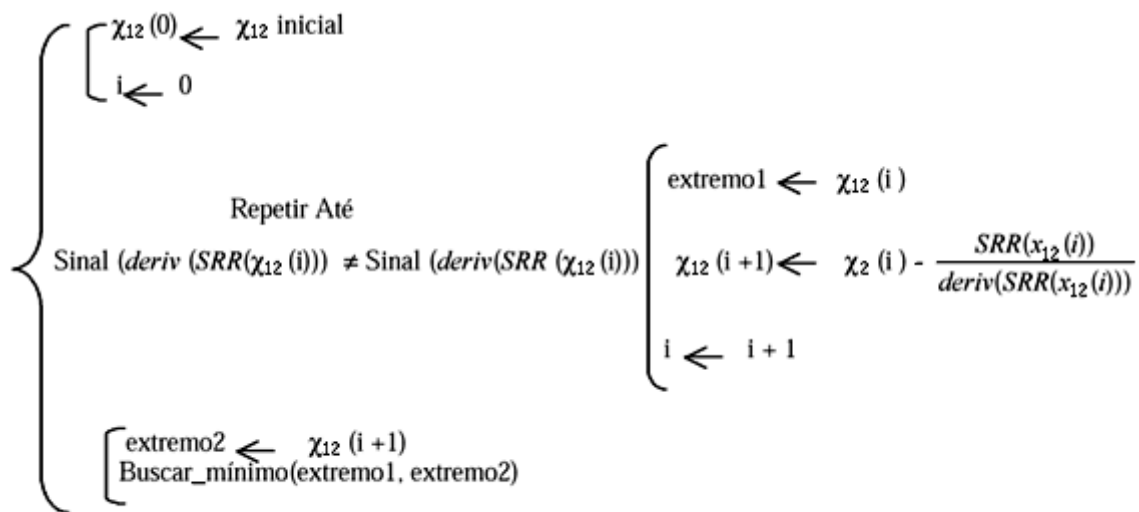 χ₁₂ (0) ← χ₁₂ inicial
i ← 0
Repetir Até
Sinal (deriv (SRR(χ₁₂ (i))) ≠ Sinal (deriv(SRR (χ₁₂ (i)))
extremo1 ← χ₁₂ (i )
χ₁₂ (i +1) ← χ₂ (i ) - SRR(x₁₂(i)) / deriv(SRR(x₁₂(i)))
i ← i + 1
extremo2 ← χ₁₂ (i +1)
Buscar_mínimo(extremo1, extremo2)